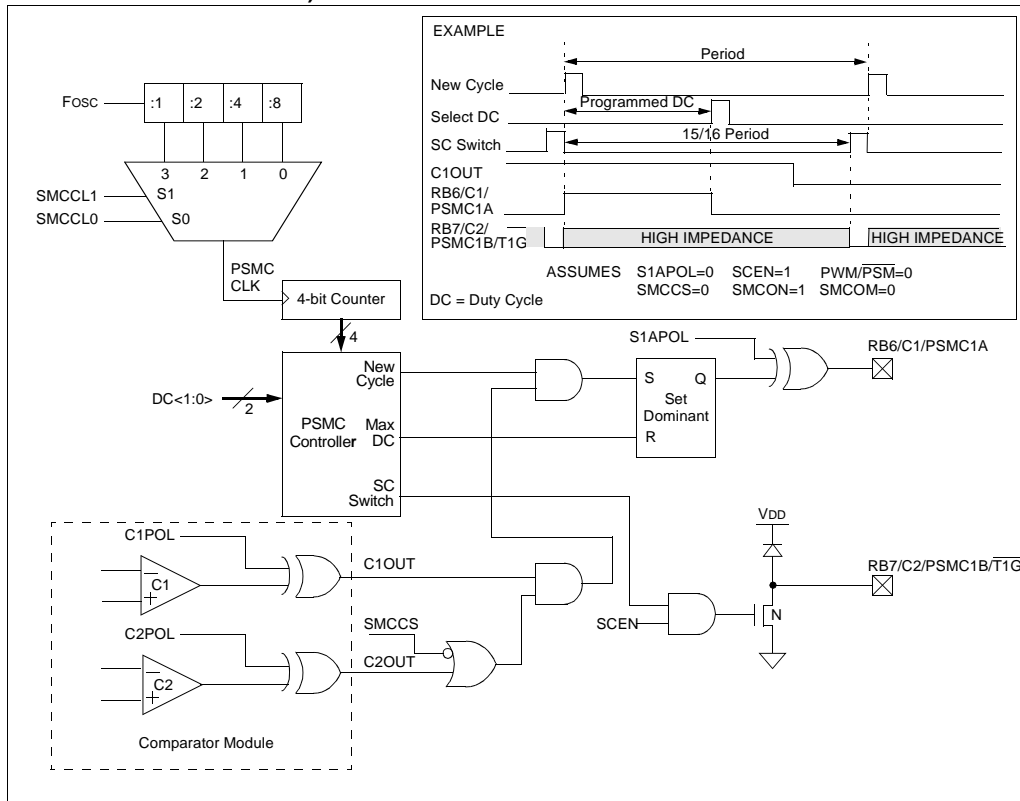 EXAMPLE
Period
New Cycle
Programmed DC
Select DC
15/16 Period
SC Switch
C1OUT
RB6/C1/
PSMC1A
RB7/C2/
PSMC1B/T1G
HIGH IMPEDANCE
HIGH IMPEDANCE
ASSUMES S1APOL=0 SCEN=1 PWM/PSM=0
SMCCS=0 SMCON=1 SMCOM=0
DC = Duty Cycle
FOSC
:1 :2 :4 :8
3 2 1 0
SMCCL1
S1
SMCCL0
S0
PSMC
CLK
4-bit Counter
4
DC<1:0>
2
PSMC
Controller
New
Cycle
Max
DC
SC
Switch
S1APOL
S Q
Set
Dominant
R
RB6/C1/PSMC1A
VDD
N
RB7/C2/PSMC1B/T1G
SCEN
C1POL
C1
C1OUT
SMCCS
C2POL
C2
C2OUT
Comparator Module